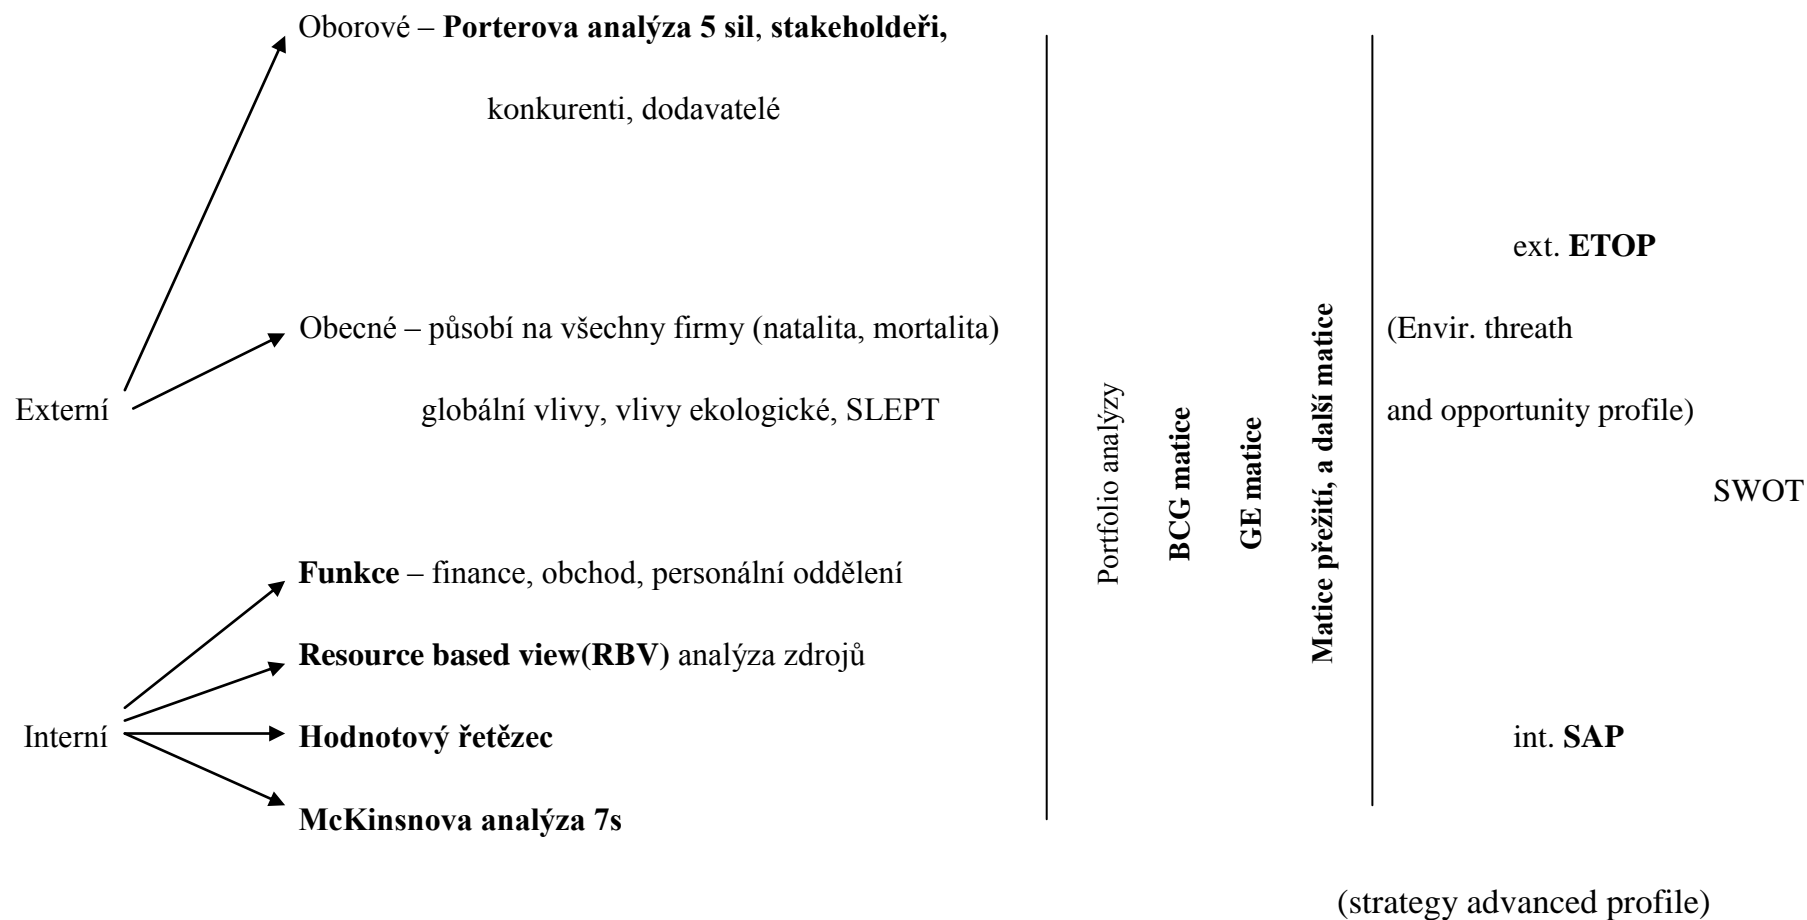 Oborové – Porterova analýza 5 sil, stakeholdeři,
konkurenti, dodavatelé
Obecné – působí na všechny firmy (natalita, mortalita)
Externí
globální vlivy, vlivy ekologické, SLEPT
Funkce – finance, obchod, personální oddělení
Resource based view(RBV) analýza zdrojů
Interní
Hodnotový řetězec
McKinsnova analýza 7s
Portfolio analýzy
BCG matice
GE matice
Matice přežití, a další matice
ext. ETOP
(Envir. threath
and opportunity profile)
SWOT
int. SAP
(strategy advanced profile)